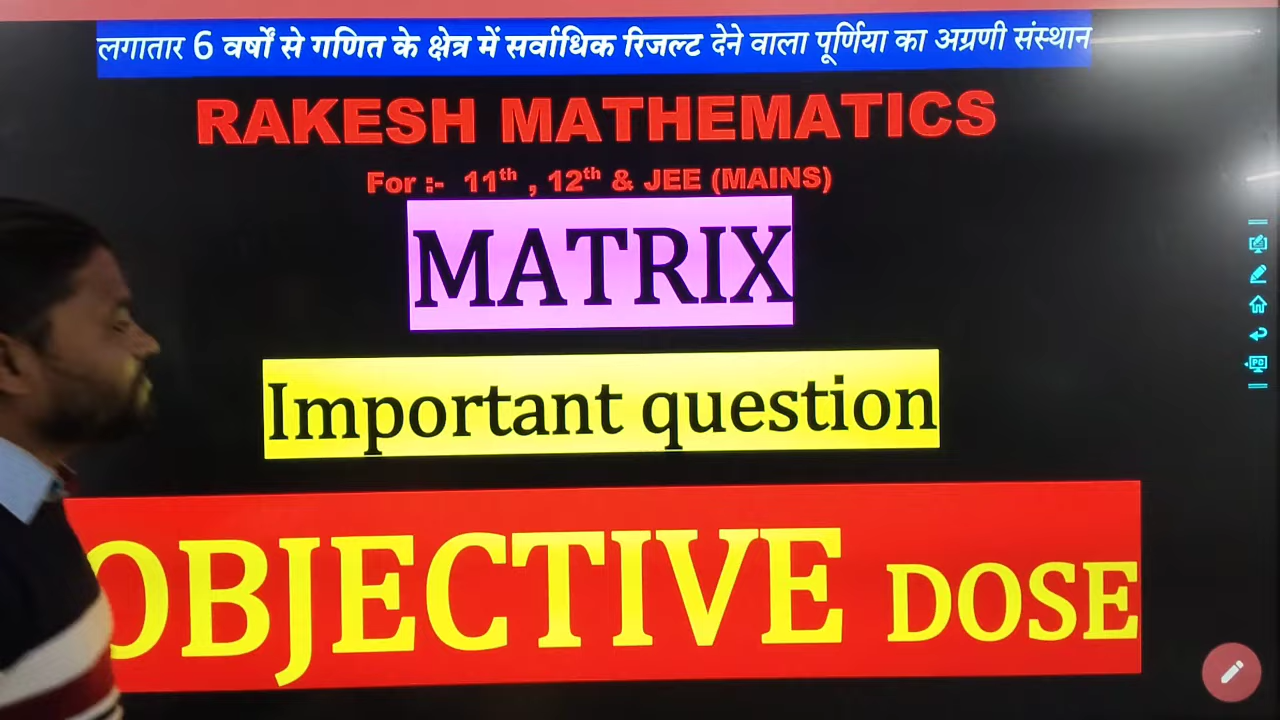 लगातार 6 वर्षों से गणित के क्षेत्र में सर्वाधिक रिजल्ट देने वाला पूर्णिया का अग्रणी संस्थान
RAKESH MATHEMATICS
For :- 11th , 12th & JEE (MAINS)
MATRIX
Important question
OBJECTIVE DOSE